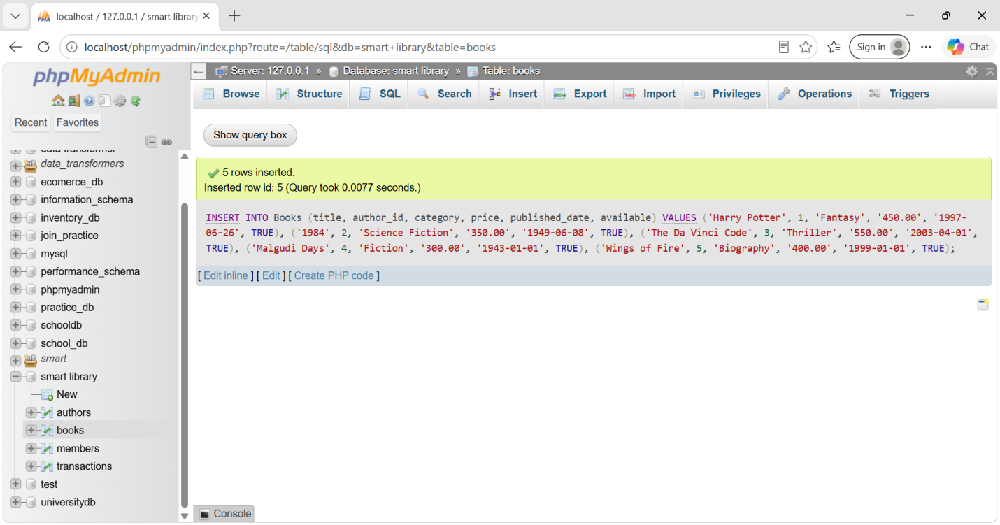 localhost / 127.0.0.1 / smart library
localhost/phpmyadmin/index.php?route=/table/sql&db=smart+library&table=books
Sign in
Chat
phpMyAdmin
Recent
Favorites
data transformer
data_transformers
ecomerce_db
information_schema
inventory_db
join_practice
mysql
performance_schema
phpmyadmin
practice_db
schooldb
school_db
smart
smart library
New
authors
books
members
transactions
test
universitydb
Server: 127.0.0.1 » Database: smart library » Table: books
Browse Structure SQL Search Insert Export Import Privileges Operations Triggers
Show query box
5 rows inserted.
Inserted row id: 5 (Query took 0.0077 seconds.)
INSERT INTO Books (title, author_id, category, price, published_date, available) VALUES ('Harry Potter', 1, 'Fantasy', '450.00', '1997-
06-26', TRUE), ('1984', 2, 'Science Fiction', '350.00', '1949-06-08', TRUE), ('The Da Vinci Code', 3, 'Thriller', '550.00', '2003-04-01',
TRUE), ('Malgudi Days', 4, 'Fiction', '300.00', '1943-01-01', TRUE), ('Wings of Fire', 5, 'Biography', '400.00', '1999-01-01', TRUE);
[ Edit inline ] [ Edit ] [ Create PHP code ]
Console